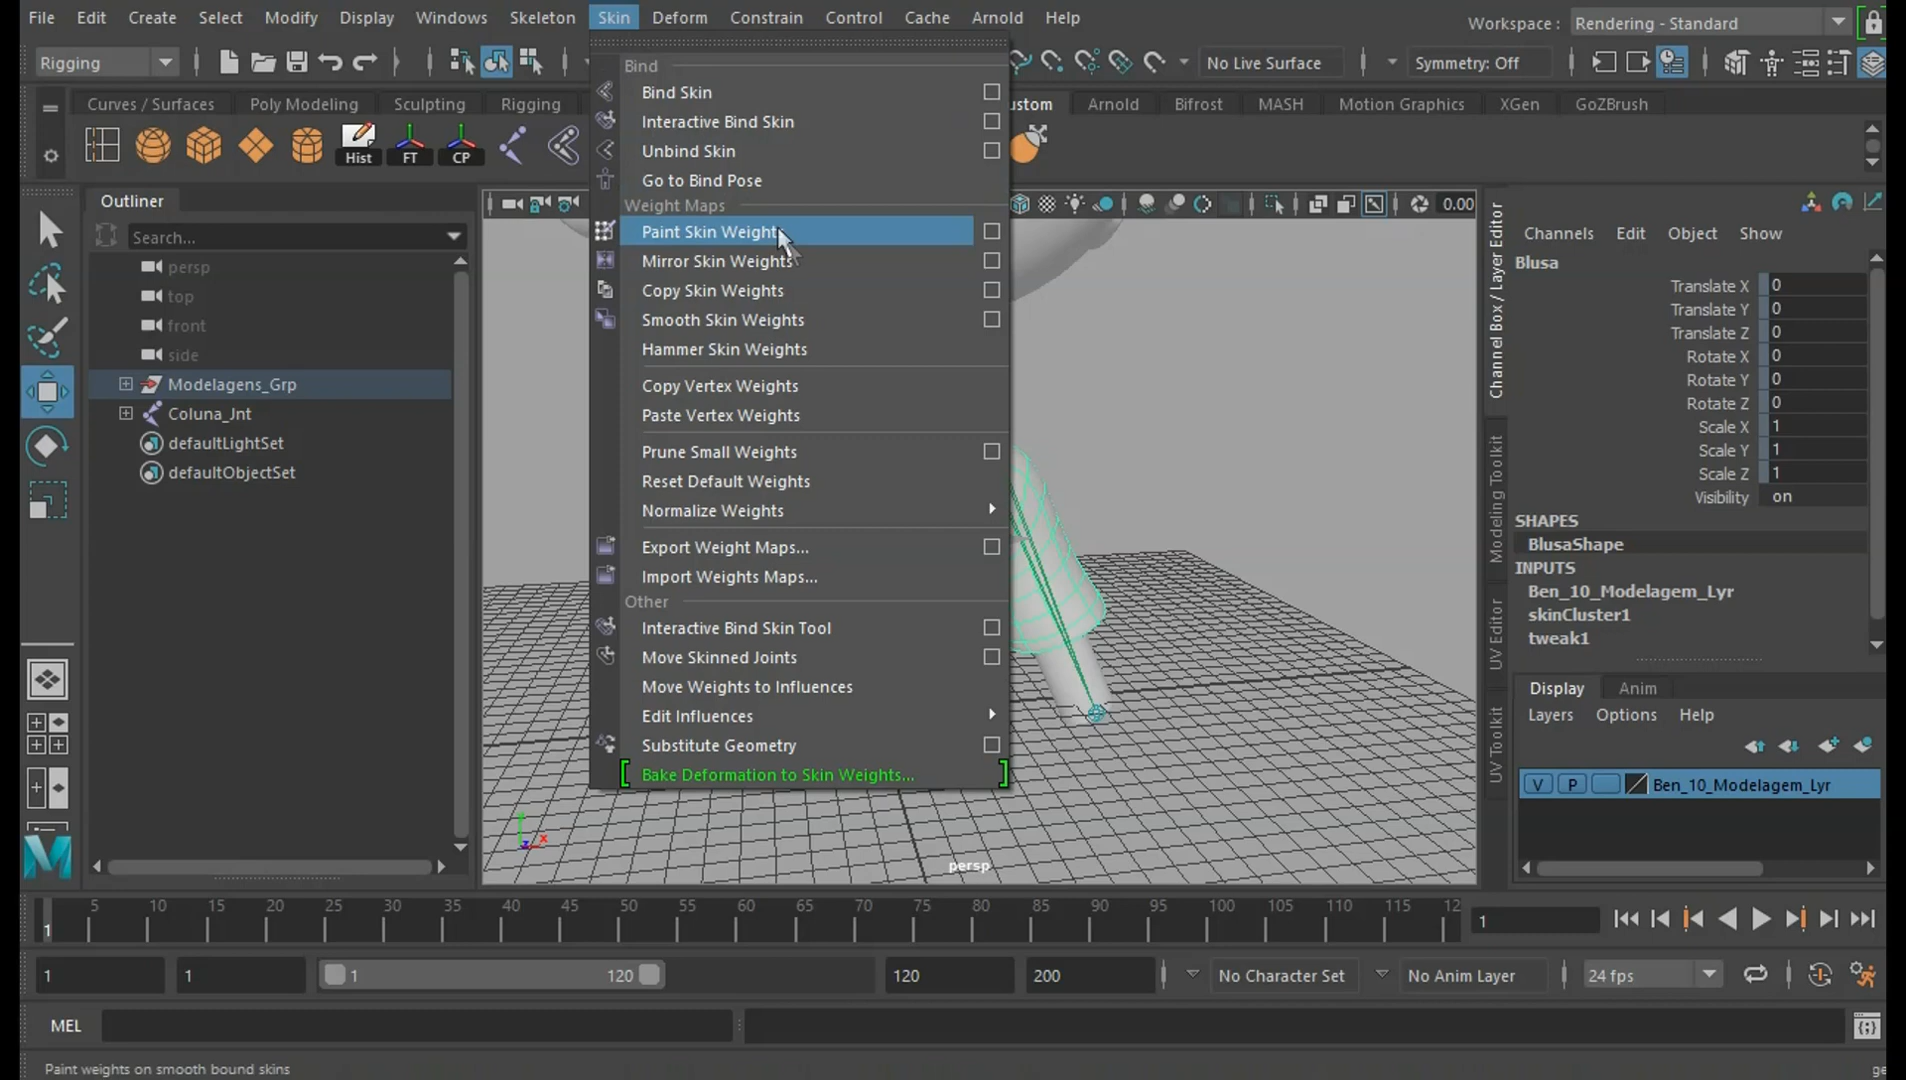 File Edit Create Select Modify Display Windows Skeleton Skin Deform Constrain Control Cache Arnold Help
Workspace : Rendering - Standard
Rigging
No Live Surface
Symmetry: Off
Curves / Surfaces Poly Modeling Sculpting Rigging
Arnold Bifrost MASH Motion Graphics XGen GoZBrush
Hist FT CP
Bind
Bind Skin
Interactive Bind Skin
Unbind Skin
Go to Bind Pose
Weight Maps
Paint Skin Weights
Mirror Skin Weights
Copy Skin Weights
Smooth Skin Weights
Hammer Skin Weights
Copy Vertex Weights
Paste Vertex Weights
Prune Small Weights
Reset Default Weights
Normalize Weights
Export Weight Maps...
Import Weights Maps...
Other
Interactive Bind Skin Tool
Move Skinned Joints
Move Weights to Influences
Edit Influences
Substitute Geometry
Bake Deformation to Skin Weights...
Outliner
Search...
persp
top
front
side
Modelagens_Grp
Coluna_Jnt
defaultLightSet
defaultObjectSet
0.00
persp
y
z x
Channel Box / Layer Editor
Modeling Toolkit
UV Editor
UV Toolkit
Channels Edit Object Show
Blusa
Translate X 0
Translate Y 0
Translate Z 0
Rotate X 0
Rotate Y 0
Rotate Z 0
Scale X 1
Scale Y 1
Scale Z 1
Visibility on
SHAPES
BlusaShape
INPUTS
Ben_10_Modelagem_Lyr
skinCluster1
tweak1
Display Anim
Layers Options Help
V P Ben_10_Modelagem_Lyr
5 10 15 20 25 30 35 40 45 50 55 60 65 70 75 80 85 90 95 100 105 110 115 12
1
1
1 1 1 120 120 200 No Character Set No Anim Layer 24 fps
MEL
Paint weights on smooth bound skins